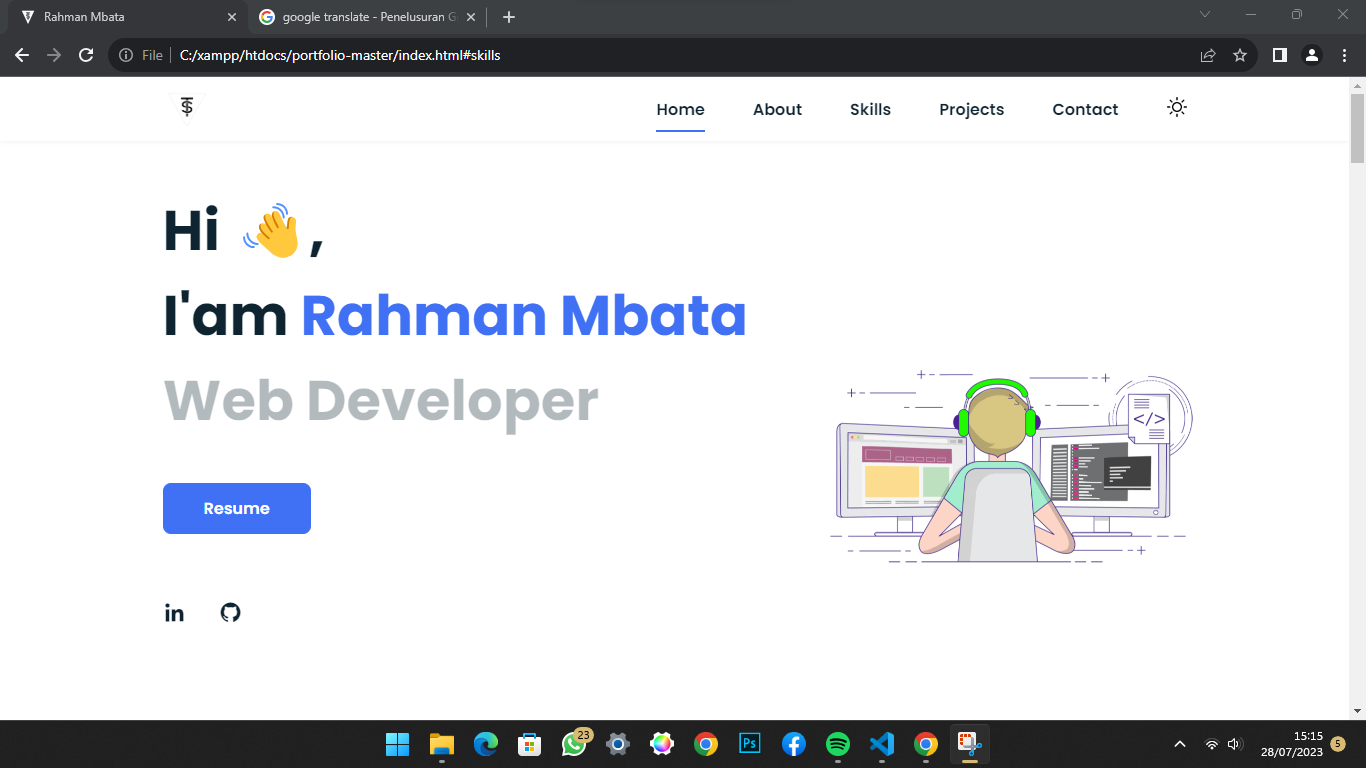 Rahman Mbata
google translate - Penelusuran G
File
C:/xampp/htdocs/portfolio-master/index.html#skills
Home About Skills Projects Contact
Hi 👋,
I'am Rahman Mbata
Web Developer
</>
Resume
in
23
Ps
15:15
28/07/2023
5